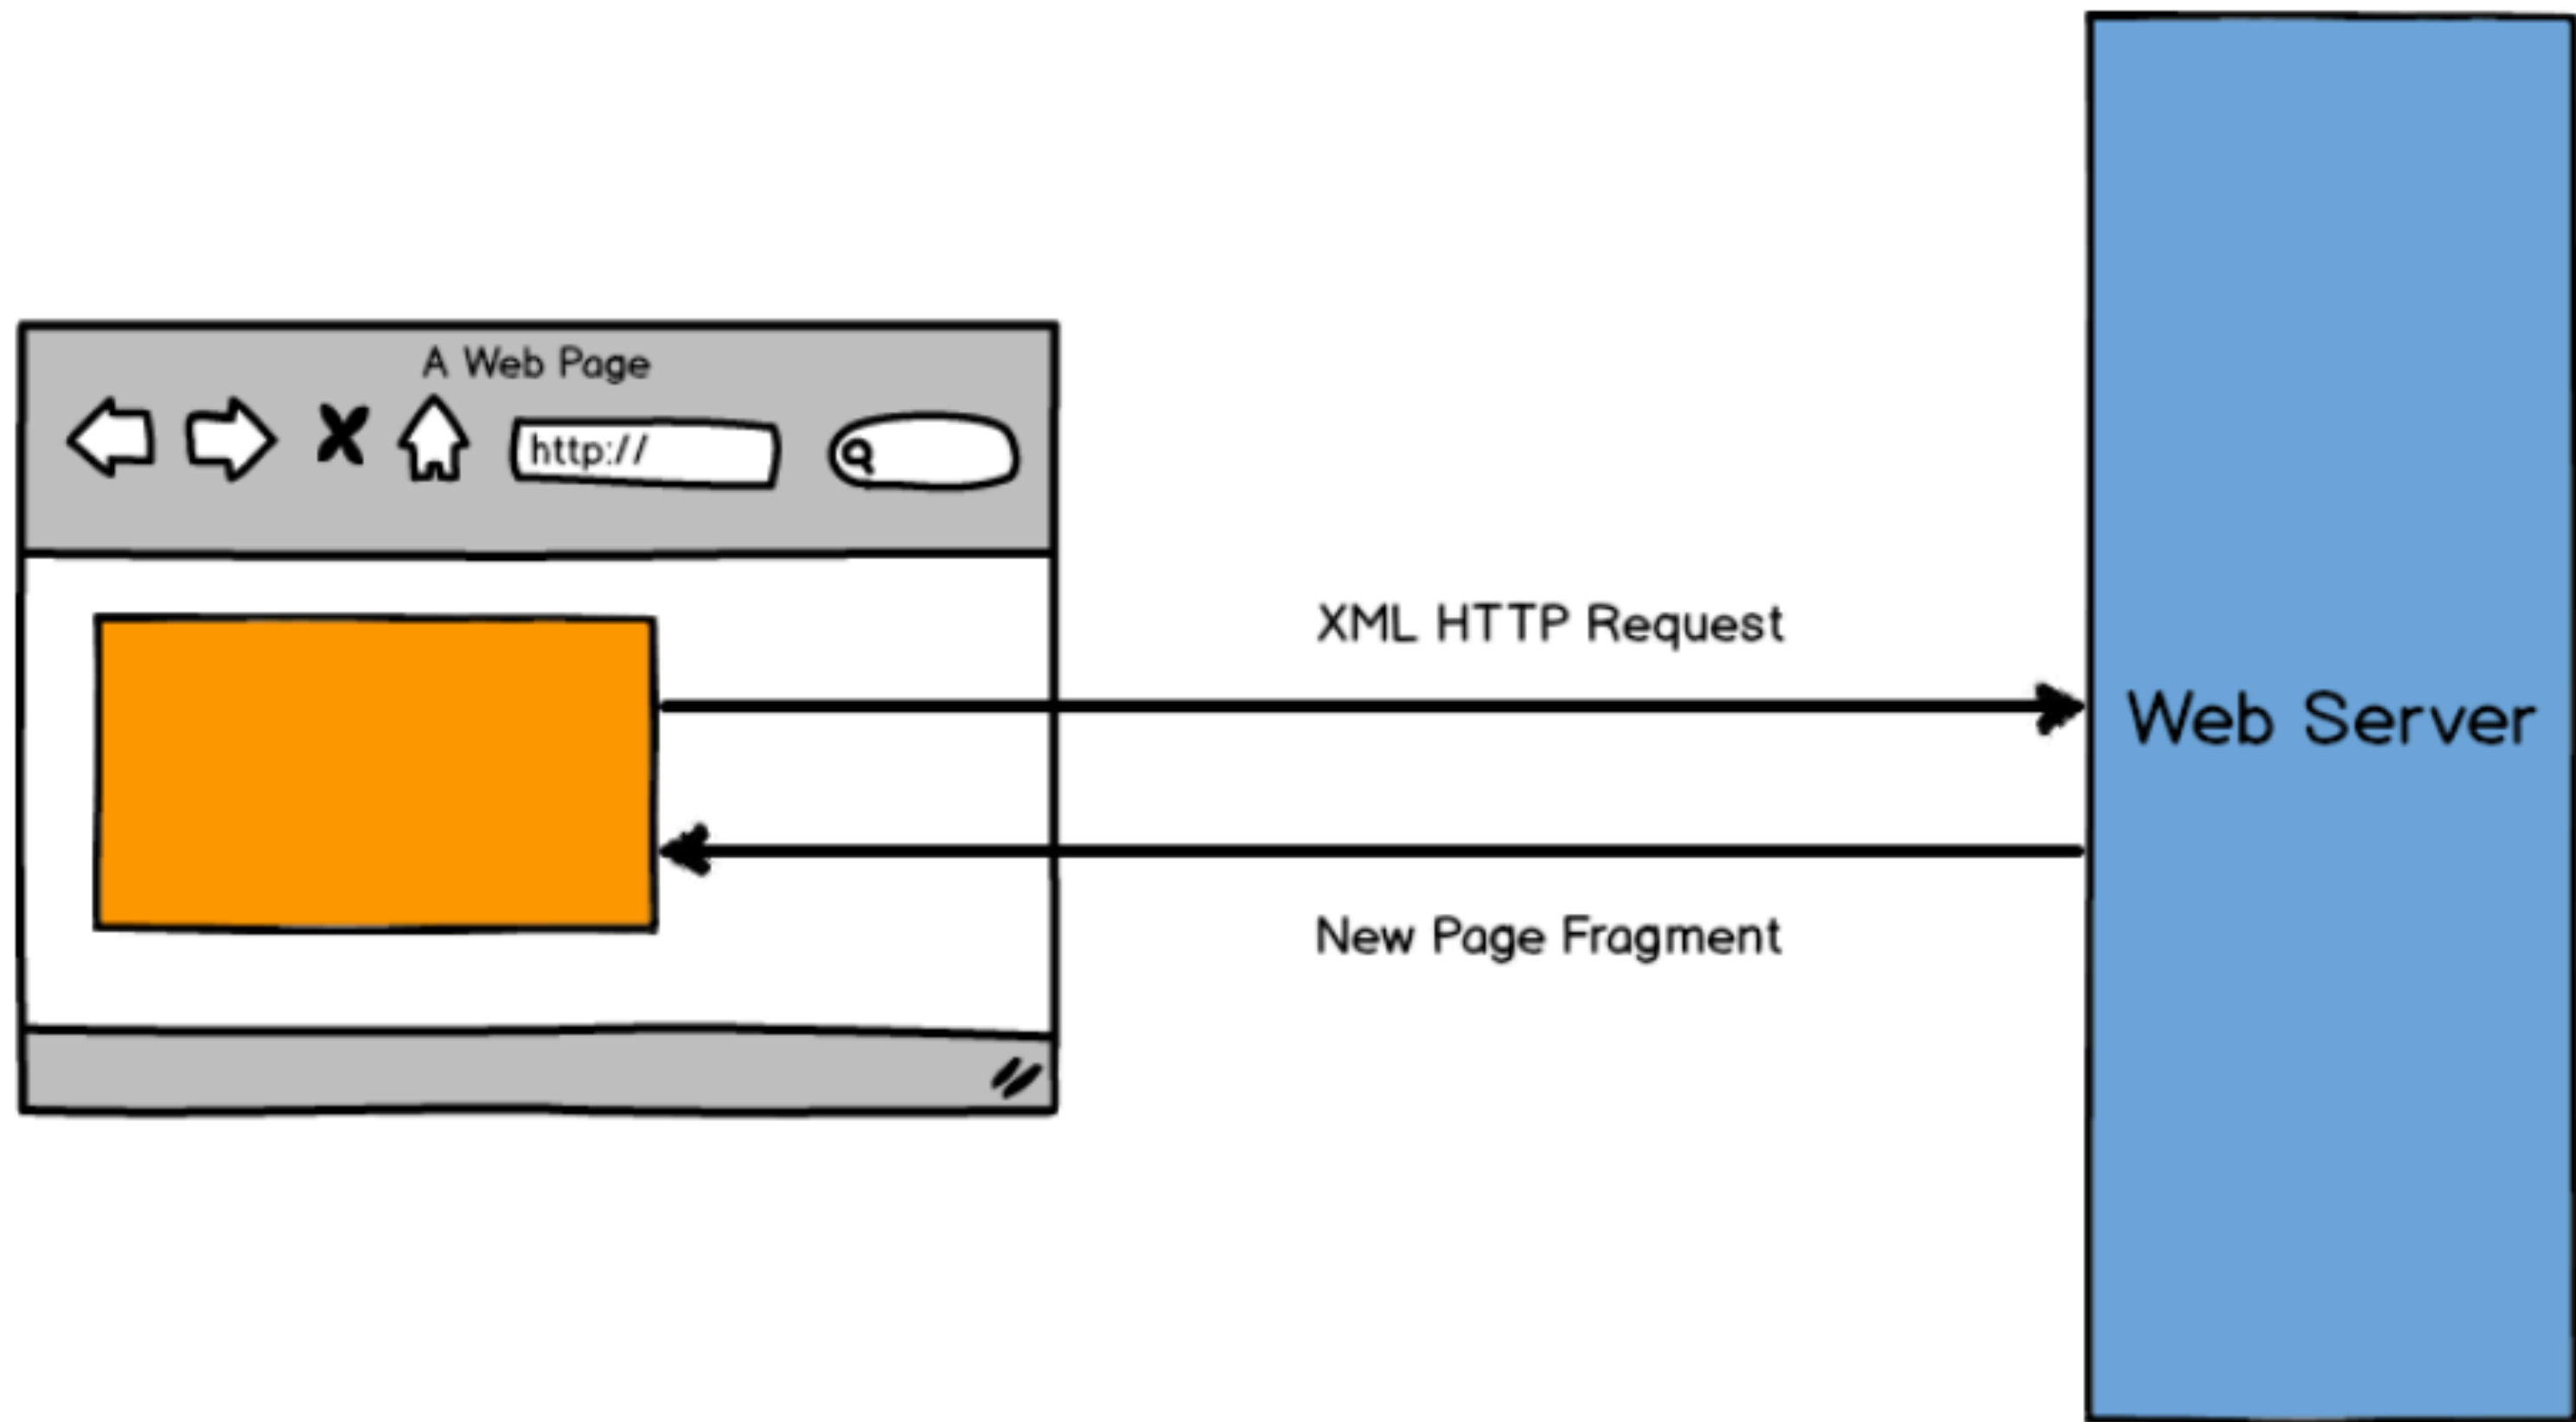 A Web Page
http://
XML HTTP Request
Web Server
New Page Fragment